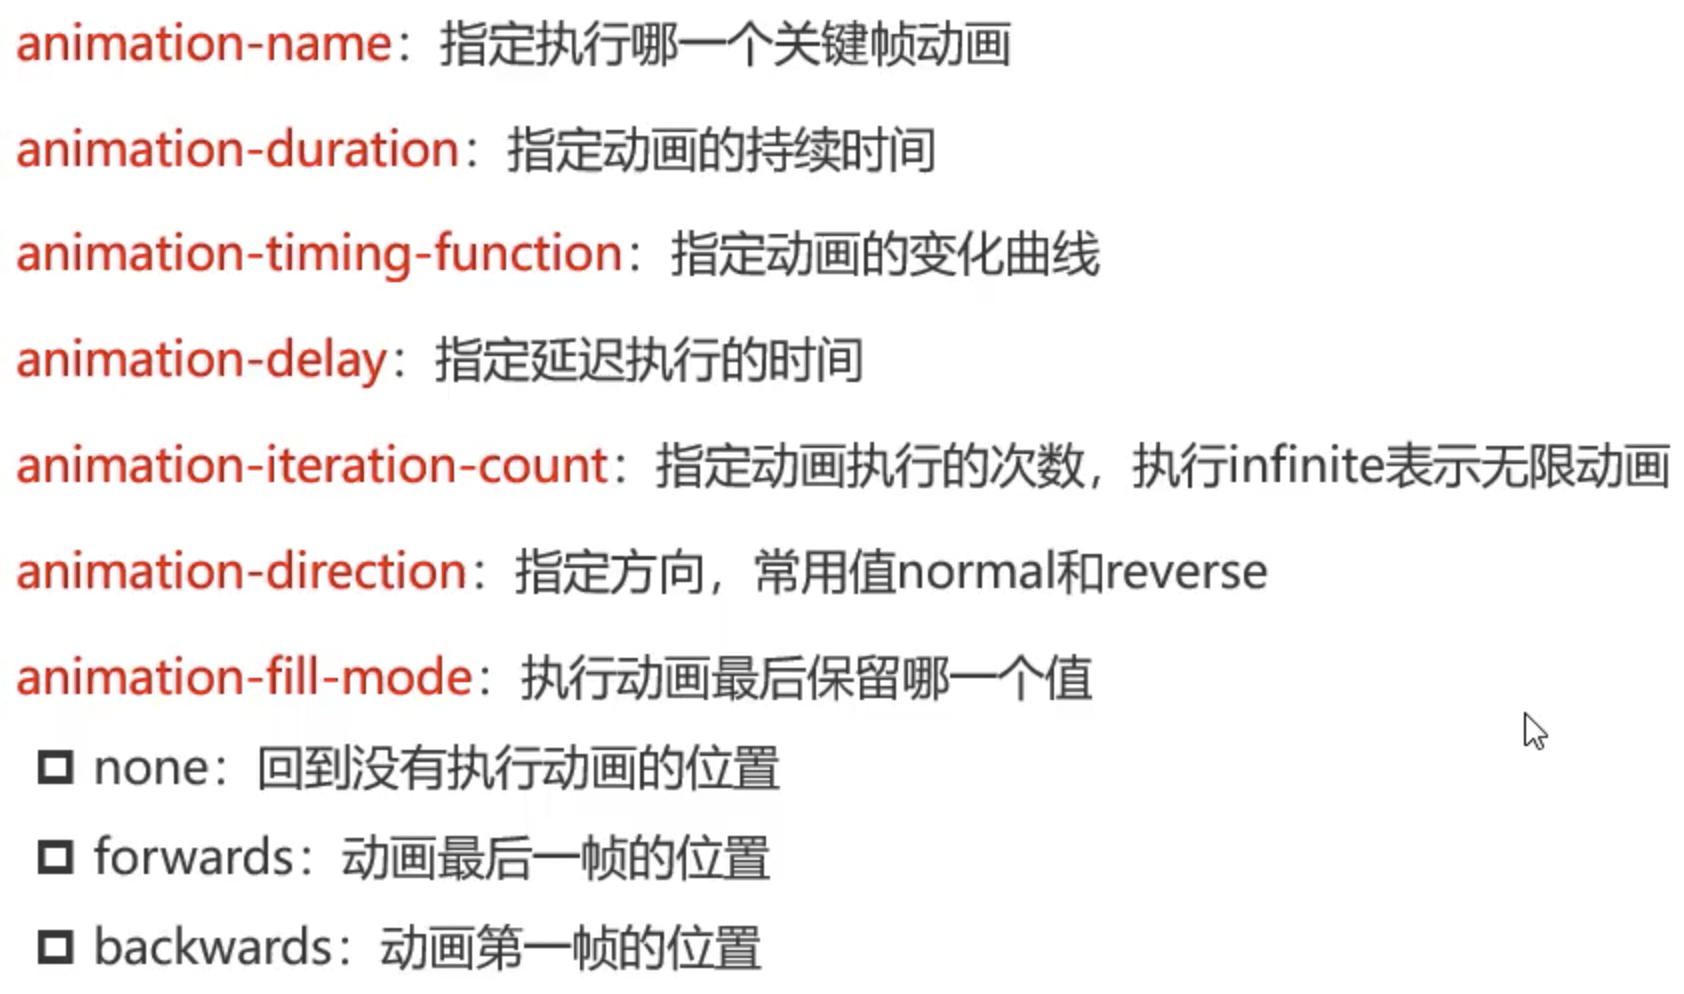 animation-name：指定执行哪一个关键帧动画
animation-duration：指定动画的持续时间
animation-timing-function：指定动画的变化曲线
animation-delay：指定延迟执行的时间
animation-iteration-count：指定动画执行的次数，执行infinite表示无限动画
animation-direction：指定方向，常用值normal和reverse
animation-fill-mode：执行动画最后保留哪一个值
none：回到没有执行动画的位置
forwards：动画最后一帧的位置
backwards：动画第一帧的位置